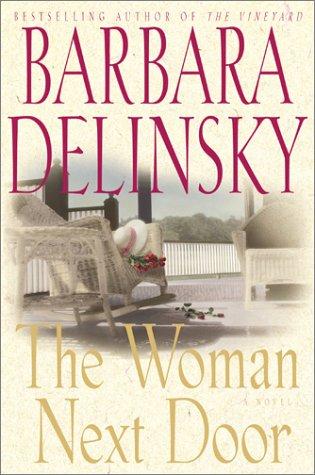 BESTSELLING AUTHOR OF THE VINEYARD
BARBARA
DELINSKY
The Woman
A NOVEL
Next Door